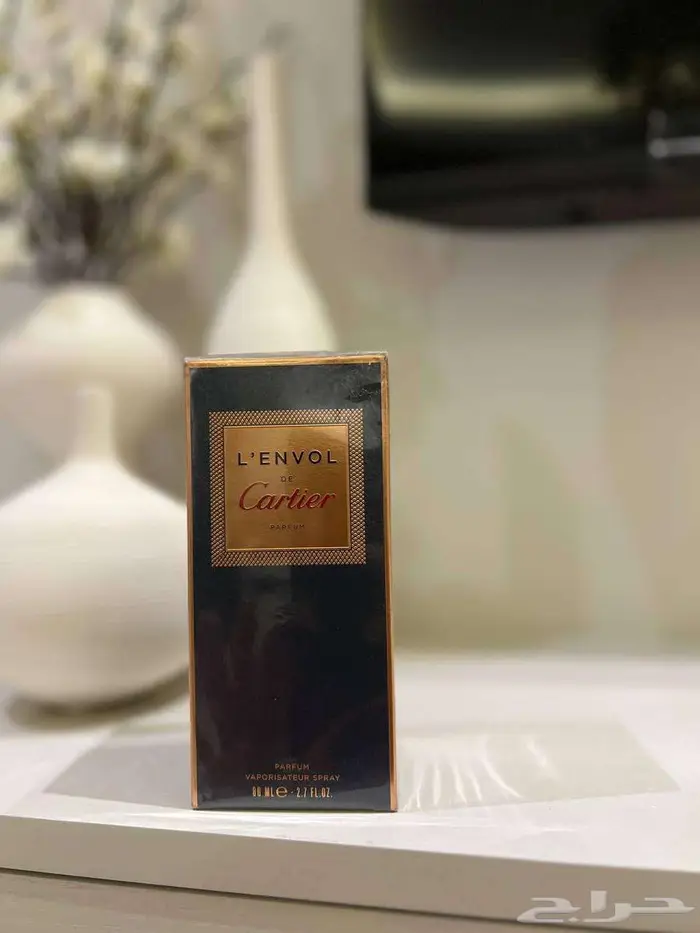 L'ENVOL
DE
Cartier
PARFUM
PARFUM
VAPORISATEUR SPRAY
80 ML e - 2.7 FL.OZ.
حراج